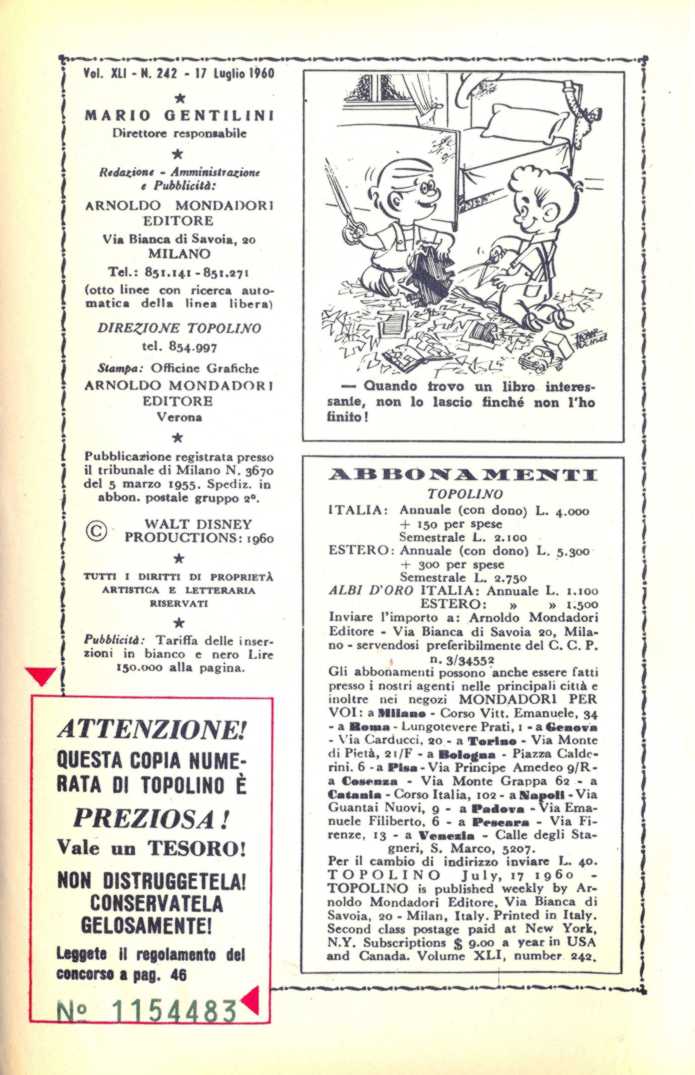 Vol. XLI - N. 242 - 17 Luglio 1960
★
MARIO GENTILINI
Direttore responsabile
★
Redazione - Amministrazione
e Pubblicità:
ARNOLDO MONDADORI
EDITORE
Via Bianca di Savoia, 20
MILANO
Tel.: 851.141 - 851.271
(otto linee con ricerca auto-
matica della linea libera)
DIREZIONE TOPOLINO
tel. 854.997
Stampa: Officine Grafiche
ARNOLDO MONDADORI
EDITORE
Verona
★
Pubblicazione registrata presso
il tribunale di Milano N. 3670
del 5 marzo 1955. Spediz. in
abbon. postale gruppo 2°.
© WALT DISNEY
PRODUCTIONS: 1960
★
TUTTI I DIRITTI DI PROPRIETÀ
ARTISTICA E LETTERARIA
RISERVATI
★
Pubblicità: Tariffa delle inser-
zioni in bianco e nero Lire
150.000 alla pagina.
ATTENZIONE!
QUESTA COPIA NUME-
RATA DI TOPOLINO È
PREZIOSA!
Vale un TESORO!
NON DISTRUGGETELA!
CONSERVATELA
GELOSAMENTE!
Leggete il regolamento del
concorso a pag. 46
Nº 1154483
— Quando trovo un libro interes-
sante, non lo lascio finché non l'ho
finito!
ABBONAMENTI
TOPOLINO
ITALIA: Annuale (con dono) L. 4.000
+ 150 per spese
Semestrale L. 2.100
ESTERO: Annuale (con dono) L. 5.300
+ 300 per spese
Semestrale L. 2.750
ALBI D'ORO ITALIA: Annuale L. 1.100
ESTERO: » » 1.500
Inviare l'importo a: Arnoldo Mondadori
Editore - Via Bianca di Savoia 20, Mila-
no - servendosi preferibilmente del C. C. P.
n. 3/34552
Gli abbonamenti possono anche essere fatti
presso i nostri agenti nelle principali città e
inoltre nei negozi MONDADORI PER
VOI: a Milano - Corso Vitt. Emanuele, 34
- a Roma - Lungotevere Prati, 1 - a Genova
- Via Carducci, 20 - a Torino - Via Monte
di Pietà, 21/F - a Bologna - Piazza Calde-
rini. 6 - a Pisa - Via Principe Amedeo 9/R-
a Cosenza - Via Monte Grappa 62 - a
Catania - Corso Italia, 102 - a Napoli - Via
Guantai Nuovi, 9 - a Padova - Via Ema-
nuele Filiberto, 6 - a Pescara - Via Fi-
renze, 13 - a Venezia - Calle degli Sta-
gneri, S. Marco, 5207.
Per il cambio di indirizzo inviare L. 40.
TOPOLINO July, 17 1960 -
TOPOLINO is published weekly by Ar-
noldo Mondadori Editore, Via Bianca di
Savoia, 20 - Milan, Italy. Printed in Italy.
Second class postage paid at New York,
N.Y. Subscriptions $ 9.00 a year in USA
and Canada. Volume XLI, number 242.